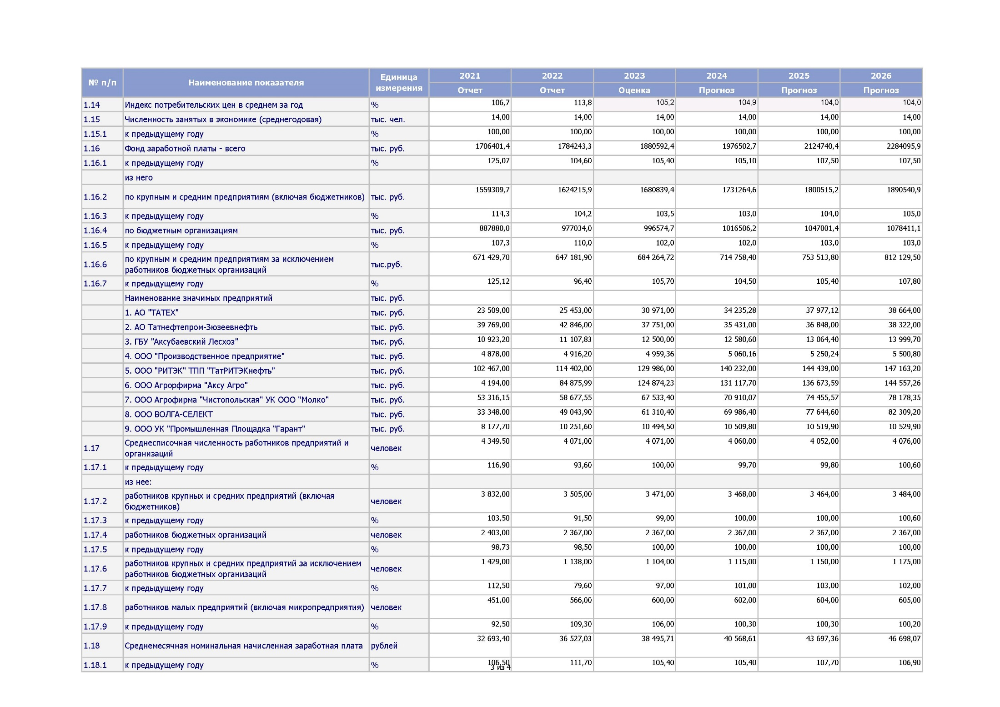 № п/п Наименование показателя Единица измерения 2021 2022 2023 2024 2025 2026
Отчет Отчет Оценка Прогноз Прогноз Прогноз
1.14 Индекс потребительских цен в среднем за год % 106,7 113,8 105,2 104,9 104,0 104,0
1.15 Численность занятых в экономике (среднегодовая) тыс. чел. 14,00 14,00 14,00 14,00 14,00 14,00
1.15.1 к предыдущему году % 100,00 100,00 100,00 100,00 100,00 100,00
1.16 Фонд заработной платы - всего тыс. руб. 1706401,4 1784243,3 1880592,4 1976502,7 2124740,4 2284095,9
1.16.1 к предыдущему году % 125,07 104,60 105,40 105,10 107,50 107,50
из него
1.16.2 по крупным и средним предприятиям (включая бюджетников) тыс. руб. 1559309,7 1624215,9 1680839,4 1731264,6 1800515,2 1890540,9
1.16.3 к предыдущему году % 114,3 104,2 103,5 103,0 104,0 105,0
1.16.4 по бюджетным организациям тыс. руб. 887880,0 977034,0 996574,7 1016506,2 1047001,4 1078411,1
1.16.5 к предыдущему году % 107,3 110,0 102,0 102,0 103,0 103,0
1.16.6 по крупным и средним предприятиям за исключением
работников бюджетных организаций тыс.руб. 671 429,70 647 181,90 684 264,72 714 758,40 753 513,80 812 129,50
1.16.7 к предыдущему году % 125,12 96,40 105,70 104,50 105,40 107,80
Наименование значимых предприятий тыс. руб.
1. АО "ТАТЕХ" тыс. руб. 23 509,00 25 453,00 30 971,00 34 235,28 37 977,12 38 664,00
2. АО Татнефтепром-Зюзеевнефть тыс. руб. 39 769,00 42 846,00 37 751,00 35 431,00 36 848,00 38 322,00
3. ГБУ "Аксубаевский Лесхоз" тыс. руб. 10 923,20 11 107,83 12 500,00 12 580,60 13 064,40 13 999,70
4. ООО "Производственное предприятие" тыс. руб. 4 878,00 4 916,20 4 959,36 5 060,16 5 250,24 5 500,80
5. ООО "РИТЭК" ТПП "ТатРИТЭКнефть" тыс. руб. 102 467,00 114 402,00 129 986,00 140 232,00 144 439,00 147 163,20
6. ООО Агрорфирма "Аксу Агро" тыс. руб. 4 194,00 84 875,99 124 874,23 131 117,70 136 673,59 144 557,26
7. ООО Агрофирма "Чистопольская" УК ООО "Молко" тыс. руб. 53 316,15 58 677,55 67 533,40 70 910,07 74 455,57 78 178,35
8. ООО ВОЛГА-СЕЛЕКТ тыс. руб. 33 348,00 49 043,90 61 310,40 69 986,40 77 644,60 82 309,20
9. ООО УК "Промышленная Площадка "Гарант" тыс. руб. 8 177,70 10 251,60 10 494,50 10 509,80 10 519,90 10 529,90
1.17 Среднесписочная численность работников предприятий и
организаций человек 4 349,50 4 071,00 4 071,00 4 060,00 4 052,00 4 076,00
1.17.1 к предыдущему году % 116,90 93,60 100,00 99,70 99,80 100,60
из нее:
1.17.2 работников крупных и средних предприятий (включая
бюджетников) человек 3 832,00 3 505,00 3 471,00 3 468,00 3 464,00 3 484,00
1.17.3 к предыдущему году % 103,50 91,50 99,00 100,00 100,00 100,60
1.17.4 работников бюджетных организаций человек 2 403,00 2 367,00 2 367,00 2 367,00 2 367,00 2 367,00
1.17.5 к предыдущему году % 98,73 98,50 100,00 100,00 100,00 100,00
1.17.6 работников крупных и средних предприятий за исключением
работников бюджетных организаций человек 1 429,00 1 138,00 1 104,00 1 115,00 1 150,00 1 175,00
1.17.7 к предыдущему году % 112,50 79,60 97,00 101,00 103,00 102,00
1.17.8 работников малых предприятий (включая микропредприятия) человек 451,00 566,00 600,00 602,00 604,00 605,00
1.17.9 к предыдущему году % 92,50 109,30 106,00 100,30 100,30 100,20
1.18 Среднемесячная номинальная начисленная заработная плата рублей 32 693,40 36 527,03 38 495,71 40 568,61 43 697,36 46 698,07
1.18.1 к предыдущему году % 106,50 111,70 105,40 105,40 107,70 106,90
3 из 4